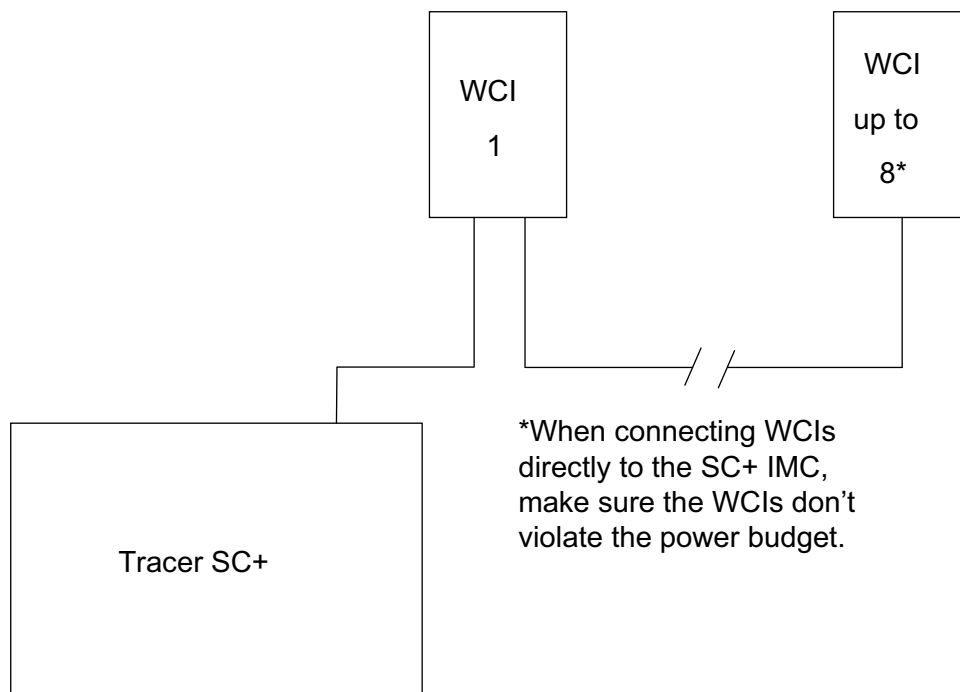 WCI
1
WCI
up to
8*
*When connecting WCIs
directly to the SC+ IMC,
make sure the WCIs don’t
violate the power budget.
Tracer SC+